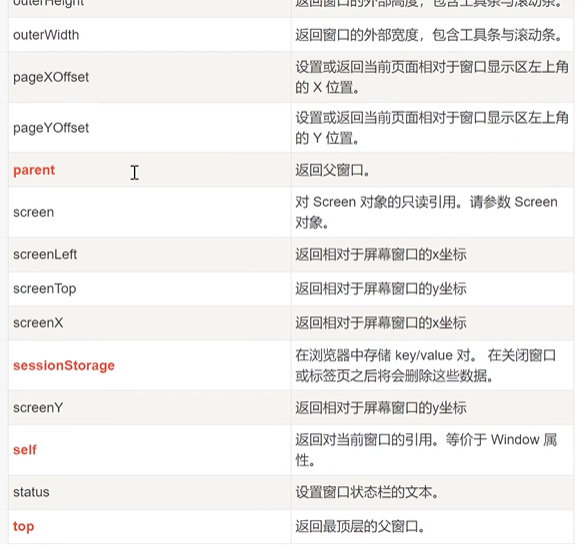 outerHeight 返回窗口的外部高度，包含工具条与滚动条。
outerWidth 返回窗口的外部宽度，包含工具条与滚动条。
pageXOffset 设置或返回当前页面相对于窗口显示区左上角
的 X 位置。
pageYOffset 设置或返回当前页面相对于窗口显示区左上角
的 Y 位置。
parent 返回父窗口。
screen 对 Screen 对象的只读引用。请参数 Screen
对象。
screenLeft 返回相对于屏幕窗口的x坐标
screenTop 返回相对于屏幕窗口的y坐标
screenX 返回相对于屏幕窗口的x坐标
sessionStorage 在浏览器中存储 key/value 对。 在关闭窗口
或标签页之后将会删除这些数据。
screenY 返回相对于屏幕窗口的y坐标
self 返回对当前窗口的引用。等价于 Window 属
性。
status 设置窗口状态栏的文本。
top 返回最顶层的父窗口。